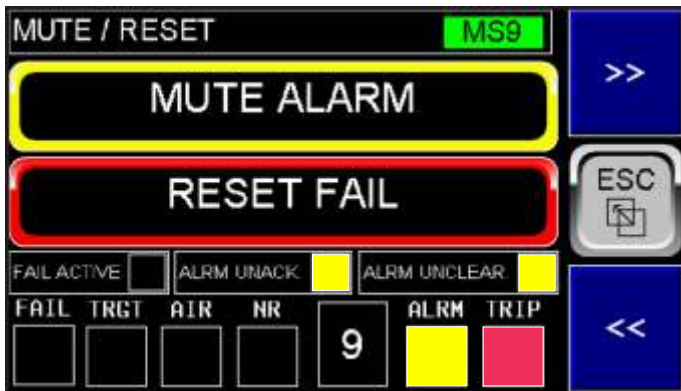 MUTE / RESET MS9
>>
MUTE ALARM
RESET FAIL
ESC
FAIL ACTIVE ALRM UNACK ALRM UNCLEAR
FAIL TRGT AIR NR 9 ALRM TRIP
<<